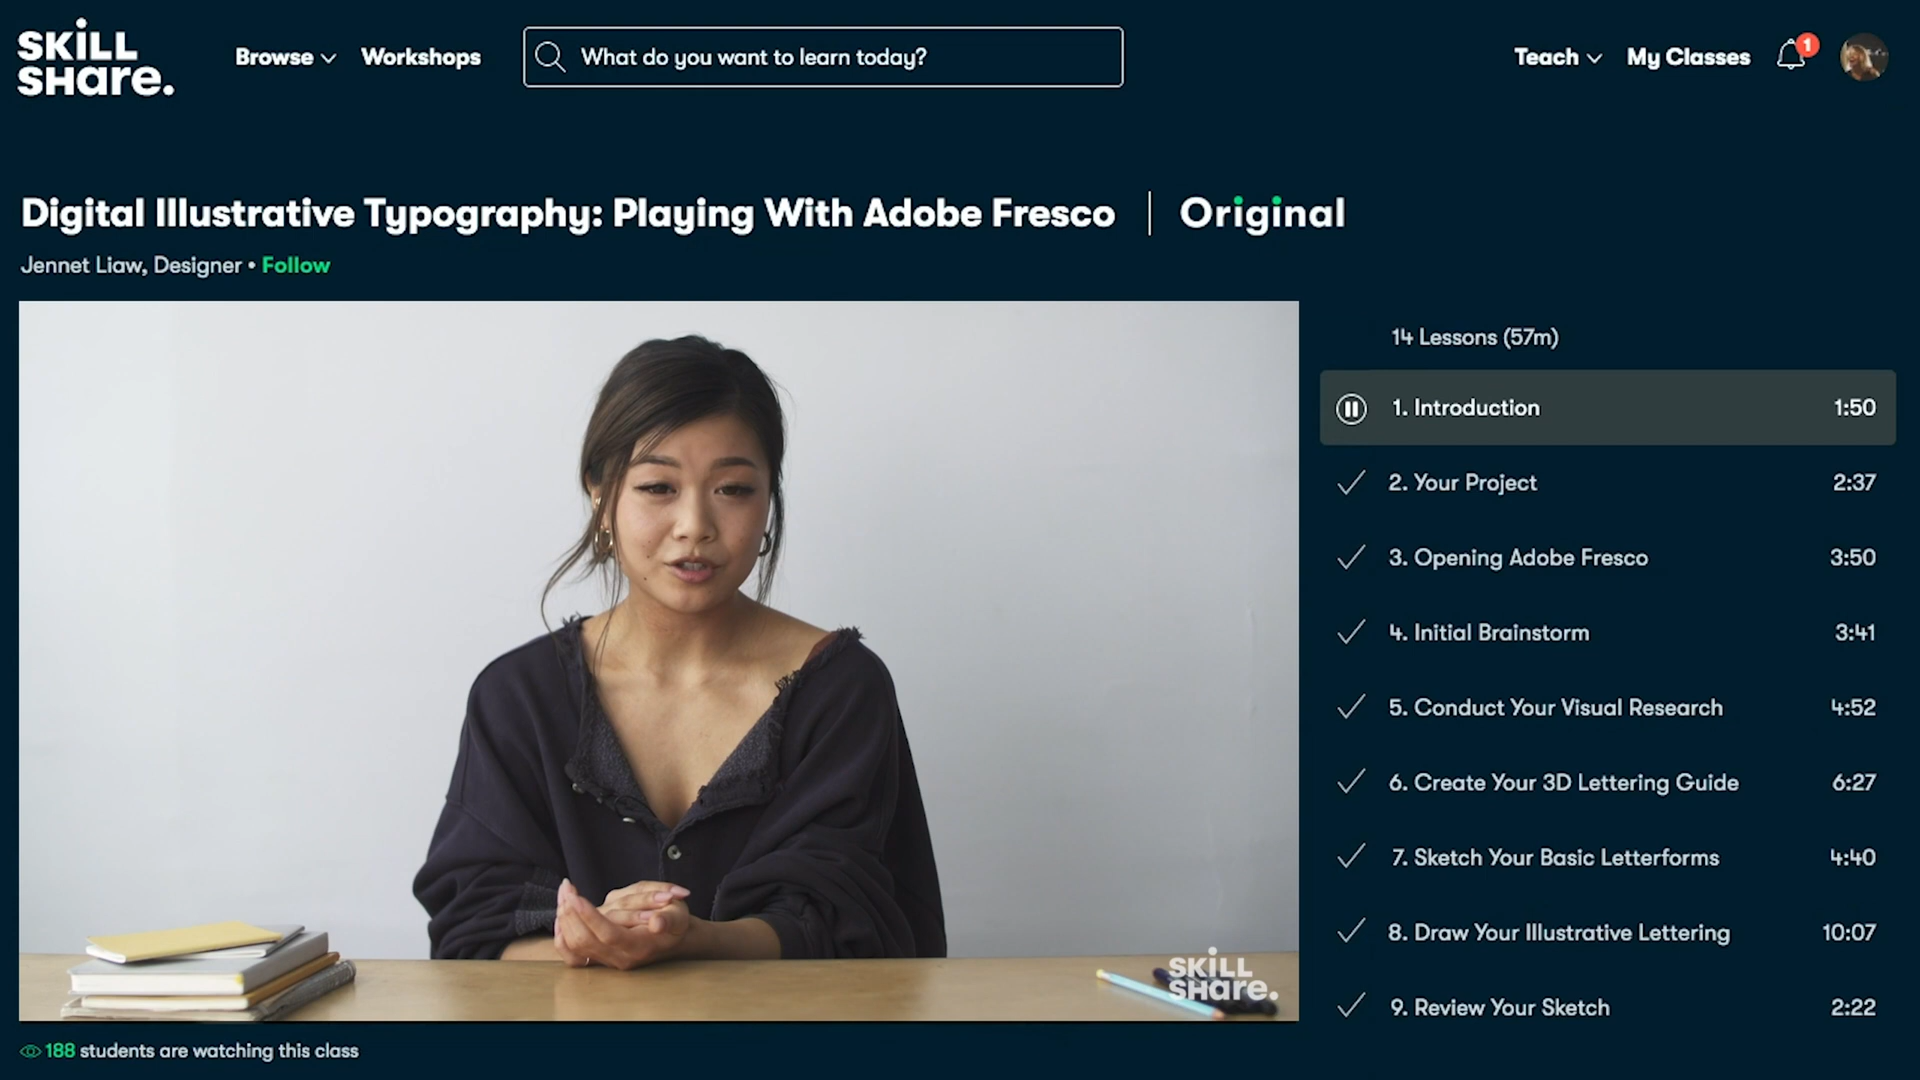 SKiLL
SHare.
Browse
Workshops
What do you want to learn today?
Teach
My Classes
1
Digital Illustrative Typography: Playing With Adobe Fresco | Original
Jennet Liaw, Designer • Follow
14 Lessons (57m)
1. Introduction 1:50
2. Your Project 2:37
3. Opening Adobe Fresco 3:50
4. Initial Brainstorm 3:41
5. Conduct Your Visual Research 4:52
6. Create Your 3D Lettering Guide 6:27
7. Sketch Your Basic Letterforms 4:40
8. Draw Your Illustrative Lettering 10:07
9. Review Your Sketch 2:22
SKiLL
SHare.
188 students are watching this class